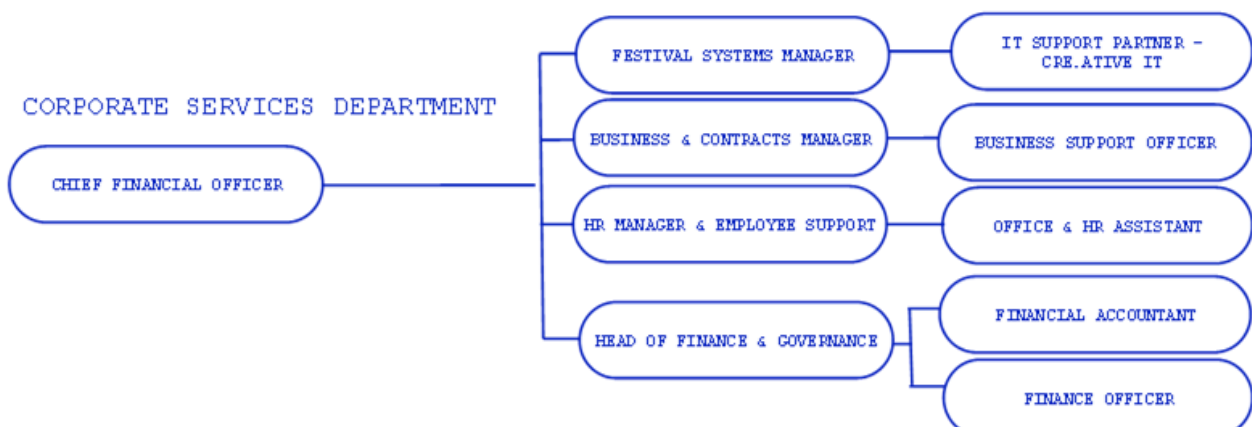 CORPORATE SERVICES DEPARTMENT
CHIEF FINANCIAL OFFICER
FESTIVAL SYSTEMS MANAGER
IT SUPPORT PARTNER –
CRE.ATIVE IT
BUSINESS & CONTRACTS MANAGER
BUSINESS SUPPORT OFFICER
HR MANAGER & EMPLOYEE SUPPORT
OFFICE & HR ASSISTANT
HEAD OF FINANCE & GOVERNANCE
FINANCIAL ACCOUNTANT
FINANCE OFFICER